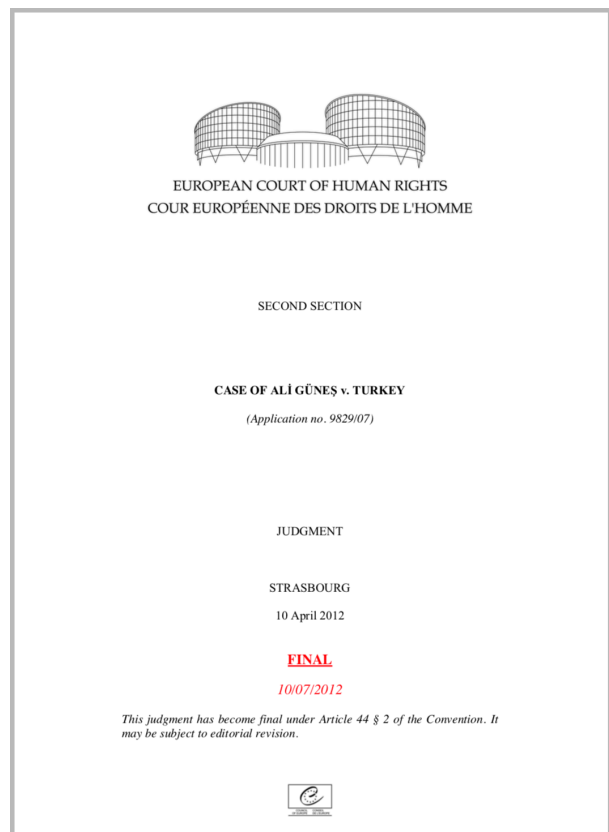 EUROPEAN COURT OF HUMAN RIGHTS
COUR EUROPÉENNE DES DROITS DE L'HOMME
SECOND SECTION
CASE OF ALİ GÜNEŞ v. TURKEY
(Application no. 9829/07)
JUDGMENT
STRASBOURG
10 April 2012
FINAL
10/07/2012
This judgment has become final under Article 44 § 2 of the Convention. It
may be subject to editorial revision.